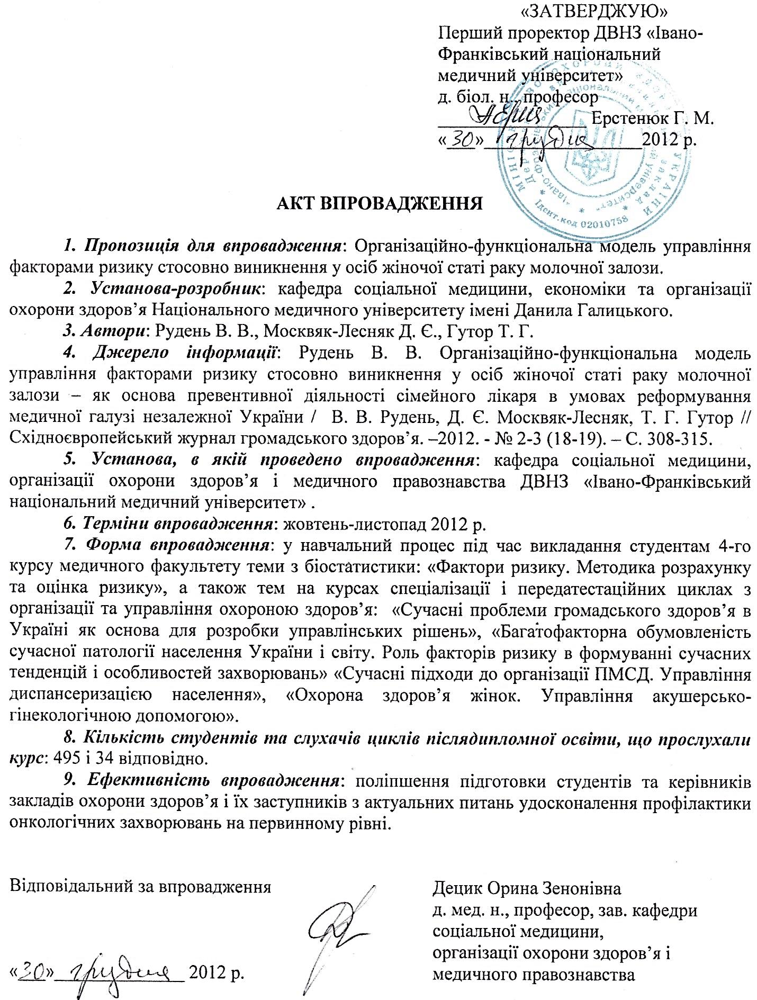 «ЗАТВЕРДЖУЮ»
Перший проректор ДВНЗ «Івано-
Франківський національний
медичний університет»
д. біол. н., професор
Ерстенюк Г. М.
«30» грудня 2012 р.
Ідент.код 02010758
АКТ ВПРОВАДЖЕННЯ
1. Пропозиція для впровадження: Організаційно-функціональна модель управління
факторами ризику стосовно виникнення у осіб жіночої статі раку молочної залози.
2. Установа-розробник: кафедра соціальної медицини, економіки та організації
охорони здоров’я Національного медичного університету імені Данила Галицького.
3. Автори: Рудень В. В., Москвяк-Лесняк Д. Є., Гутор Т. Г.
4. Джерело інформації: Рудень В. В. Організаційно-функціональна модель
управління факторами ризику стосовно виникнення у осіб жіночої статі раку молочної
залози – як основа превентивної діяльності сімейного лікаря в умовах реформування
медичної галузі незалежної України / В. В. Рудень, Д. Є. Москвяк-Лесняк, Т. Г. Гутор //
Східноєвропейський журнал громадського здоров’я. –2012. - № 2-3 (18-19). – С. 308-315.
5. Установа, в якій проведено впровадження: кафедра соціальної медицини,
організації охорони здоров’я і медичного правознавства ДВНЗ «Івано-Франківський
національний медичний університет» .
6. Терміни впровадження: жовтень-листопад 2012 р.
7. Форма впровадження: у навчальний процес під час викладання студентам 4-го
курсу медичного факультету теми з біостатистики: «Фактори ризику. Методика розрахунку
та оцінка ризику», а також тем на курсах спеціалізації і передатестаційних циклах з
організації та управління охороною здоров’я: «Сучасні проблеми громадського здоров’я в
Україні як основа для розробки управлінських рішень», «Багатофакторна обумовленість
сучасної патології населення України і світу. Роль факторів ризику в формуванні сучасних
тенденцій і особливостей захворювань» «Сучасні підходи до організації ПМСД. Управління
диспансеризацією населення», «Охорона здоров’я жінок. Управління акушерсько-
гінекологічною допомогою».
8. Кількість студентів та слухачів циклів післядипломної освіти, що прослухали
курс: 495 і 34 відповідно.
9. Ефективність впровадження: поліпшення підготовки студентів та керівників
закладів охорони здоров’я і їх заступників з актуальних питань удосконалення профілактики
онкологічних захворювань на первинному рівні.
Відповідальний за впровадження
Децик Орина Зенонівна
д. мед. н., професор, зав. кафедри
соціальної медицини,
організації охорони здоров’я і
медичного правознавства
«30» грудня 2012 р.